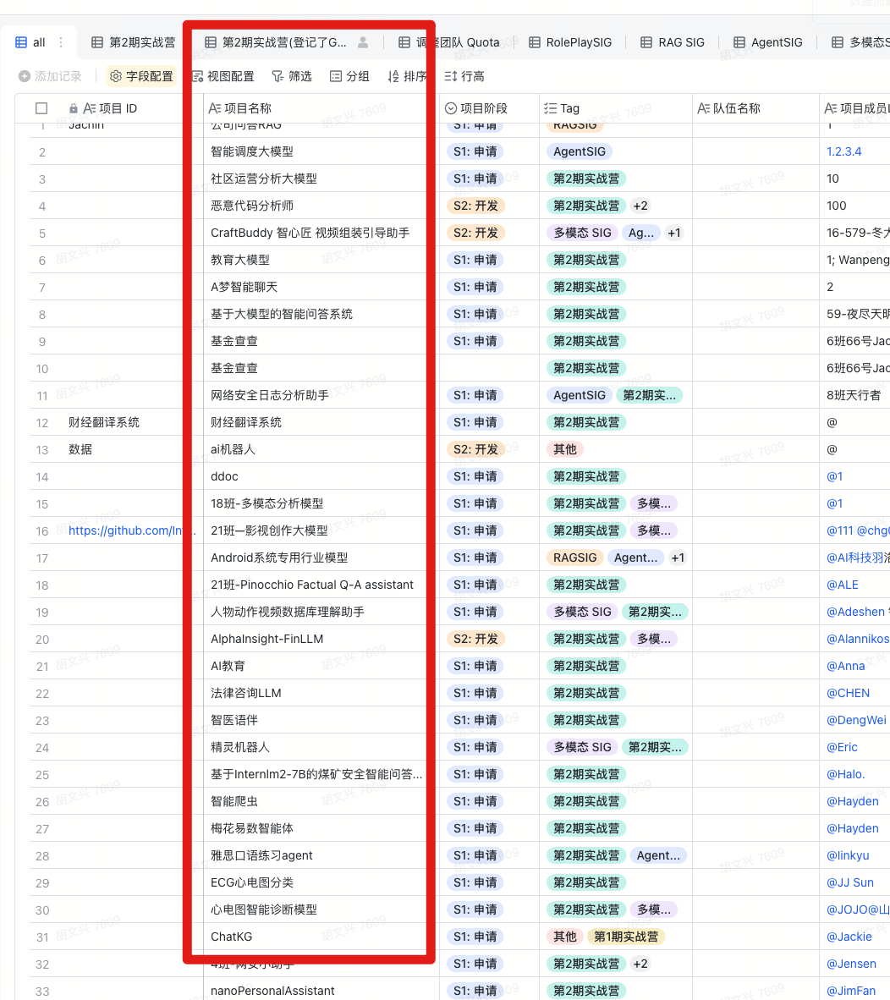 all 第2期实战营 第2期实战营(登记了G... 调整团队 Quota RolePlaySIG RAG SIG AgentSIG 多模态S
添加记录 字段配置 视图配置 筛选 分组 排序 行高
项目 ID 项目名称 项目阶段 Tag 队伍名称 项目成员
1 Jachin 公司问答RAG S1: 申请 RAGSIG 1
2 智能调度大模型 S1: 申请 AgentSIG 1.2.3.4
3 社区运营分析大模型 S1: 申请 第2期实战营 10
4 恶意代码分析师 S2: 开发 第2期实战营 +2 100
5 CraftBuddy 智心匠 视频组装引导助手 S2: 开发 多模态 SIG Ag... +1 16-579-冬大
6 教育大模型 S1: 申请 第2期实战营 1; Wanpeng
7 A梦智能聊天 S1: 申请 第2期实战营 2
8 基于大模型的智能问答系统 S1: 申请 第2期实战营 59-夜尽天明
9 基金查查 S1: 申请 第2期实战营 6班66号Jac
10 基金查查 第2期实战营 6班66号Jac
11 网络安全日志分析助手 S1: 申请 AgentSIG 第2期实... 8班天行者
12 财经翻译系统 财经翻译系统 S1: 申请 第2期实战营 @
13 数据 ai机器人 S2: 开发 其他 @
14 ddoc S1: 申请 第2期实战营 @1
15 18班-多模态分析模型 S1: 申请 第2期实战营 多模... @1
16 https://github.com/Int... 21班—影视创作大模型 S1: 申请 第2期实战营 多模... @111 @chg0
17 Android系统专用行业模型 S1: 申请 RAGSIG Agent... +1 @AI科技羽洛
18 21班-Pinocchio Factual Q-A assistant S1: 申请 第2期实战营 @ALE
19 人物动作视频数据库理解助手 S1: 申请 多模态 SIG 第2期实... @Adeshen
20 AlphaInsight-FinLLM S2: 开发 第2期实战营 多模... @Alannikos
21 AI教育 S1: 申请 第2期实战营 @Anna
22 法律咨询LLM S1: 申请 第2期实战营 @CHEN
23 智医语伴 S1: 申请 第2期实战营 @DengWei
24 精灵机器人 S1: 申请 多模态 SIG 第2期实... @Eric
25 基于Internlm2-7B的煤矿安全智能问答... S1: 申请 第2期实战营 @Halo.
26 智能爬虫 S1: 申请 第2期实战营 @Hayden
27 梅花易数智能体 S1: 申请 第2期实战营 @Hayden
28 雅思口语练习agent S1: 申请 第2期实战营 Agent... @linkyu
29 ECG心电图分类 S1: 申请 第2期实战营 @JJ Sun
30 心电图智能诊断模型 S1: 申请 第2期实战营 多模... @JOJO@山
31 ChatKG S1: 申请 其他 第1期实战营 @Jackie
32 4班-网安小助手 S1: 申请 第2期实战营 +2 @Jensen
33 nanoPersonalAssistant S1: 申请 第2期实战营 @JimFan
胡文兴 7609